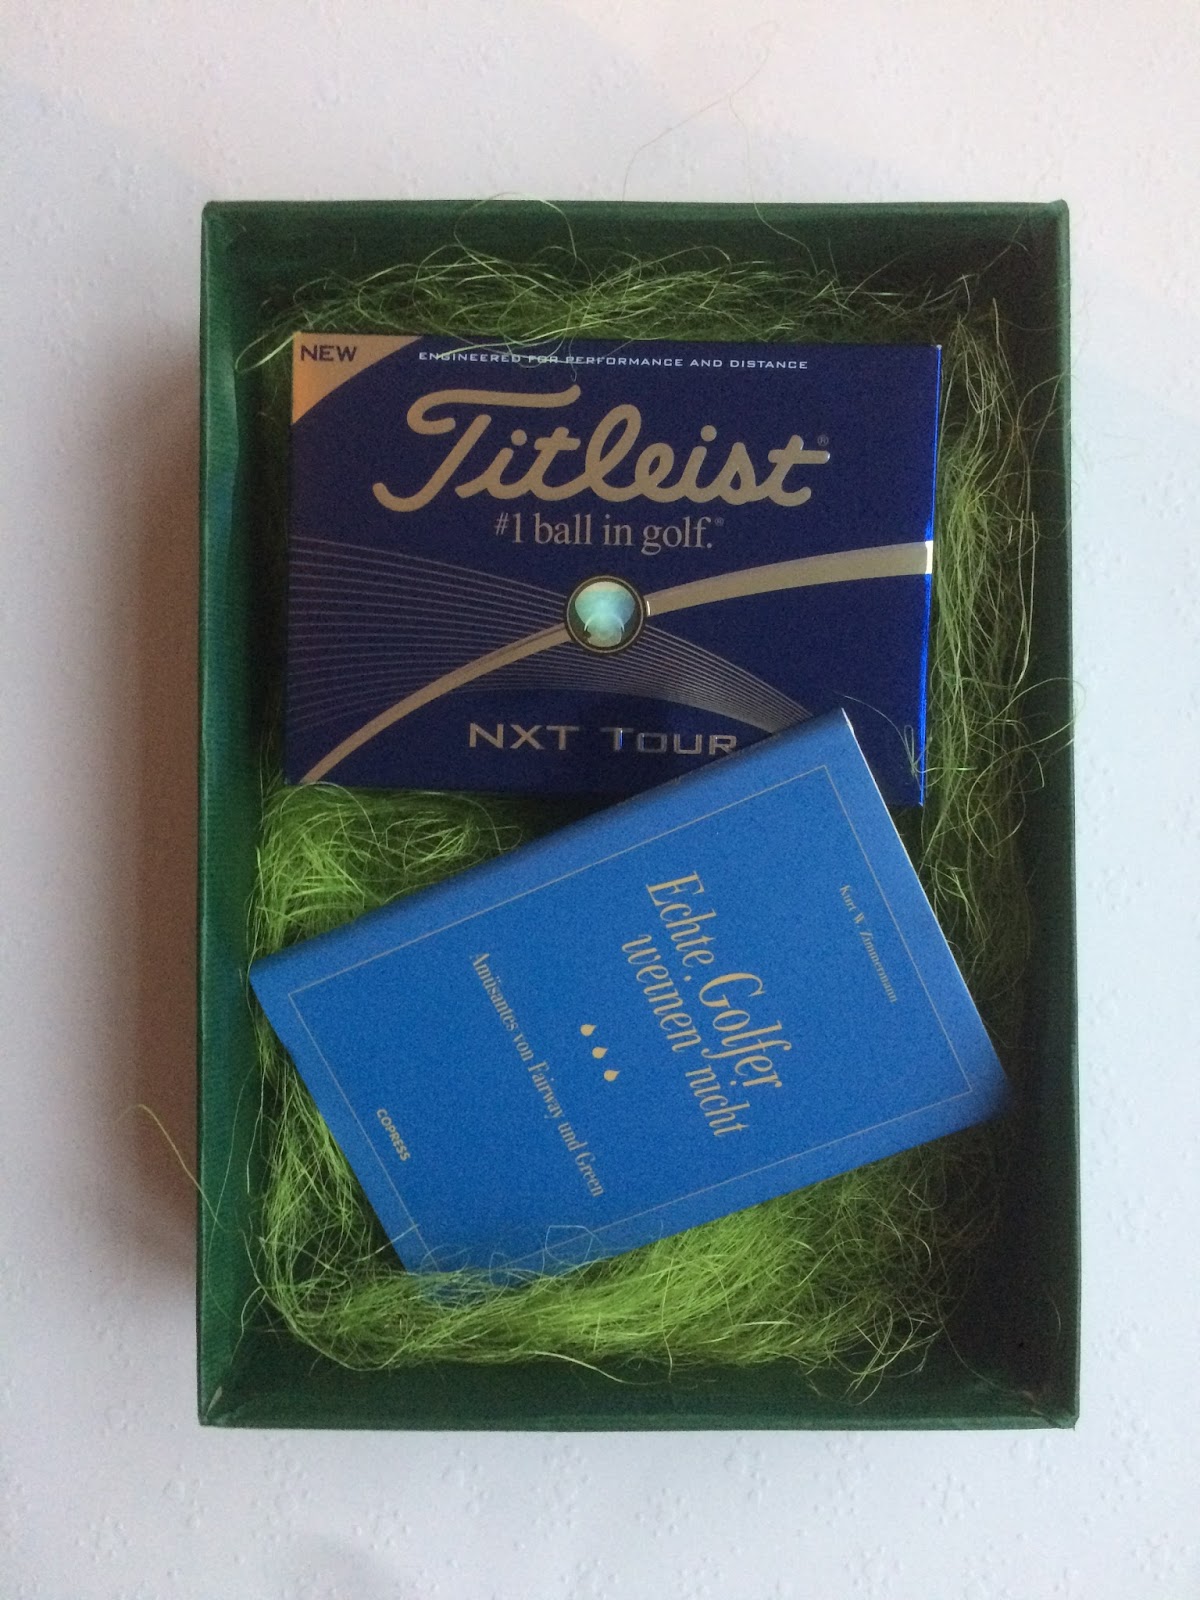 NEW
ENGINEERED FOR PERFORMANCE AND DISTANCE
Titleist®
#1 ball in golf.®
NXT TOUR
Kurt W. Zimmermann
Echte Golfer
weinen nicht
Amüsantes von Fairway und Green
COPRESS